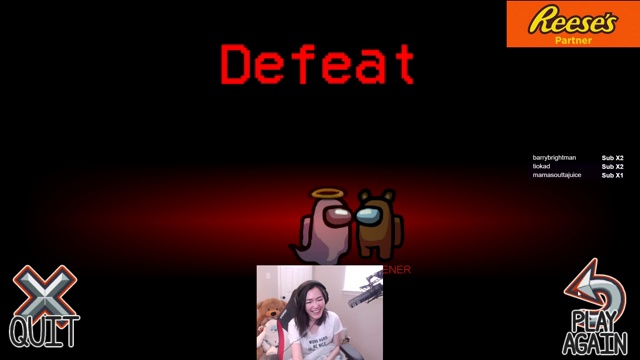 Reese's
Partner
Defeat
barrybrightman Sub X2
tiokad Sub X2
mamasouttajuice Sub X1
ENER
QUIT
PLAY
AGAIN